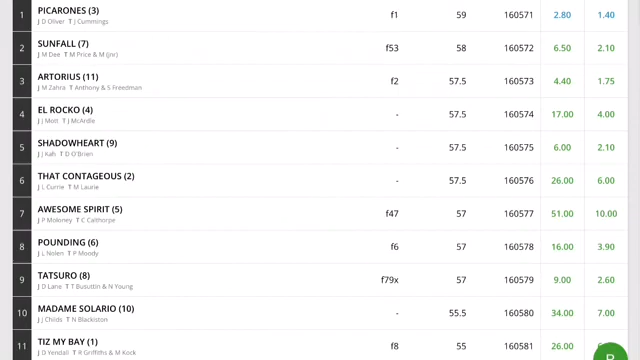 1 PICARONES (3) f1 59 160571 2.80 1.40
J D Oliver T J Cummings
2 SUNFALL (7) f53 58 160572 6.50 2.10
J M Dee T M Price & M (jnr)
3 ARTORIUS (11) f2 57.5 160573 4.40 1.75
J M Zahra T Anthony & S Freedman
4 EL ROCKO (4) - 57.5 160574 17.00 4.00
J J Mott T J McArdle
5 SHADOWHEART (9) - 57.5 160575 6.00 2.10
J J Kah T D O'Brien
6 THAT CONTAGEOUS (2) - 57.5 160576 26.00 6.00
J L Currie T M Laurie
7 AWESOME SPIRIT (5) f47 57 160577 51.00 10.00
J P Moloney T C Calthorpe
8 POUNDING (6) f6 57 160578 16.00 3.90
J L Nolen T P Moody
9 TATSURO (8) f79x 57 160579 9.00 2.60
J D Lane T T Busuttin & N Young
10 MADAME SOLARIO (10) - 55.5 160580 34.00 7.00
J J Childs T N Blackiston
11 TIZ MY BAY (1) f8 55 160581 26.00
J D Yendall T R Griffiths & M Kock